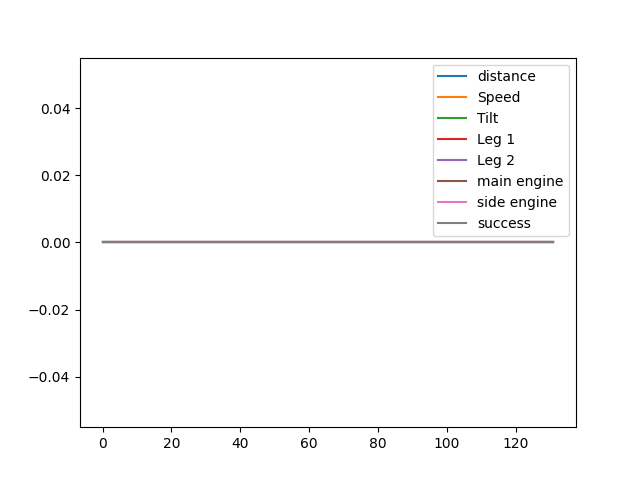 distance
Speed
Tilt
Leg 1
Leg 2
main engine
side engine
success
0.04
0.02
0.00
−0.02
−0.04
0 20 40 60 80 100 120